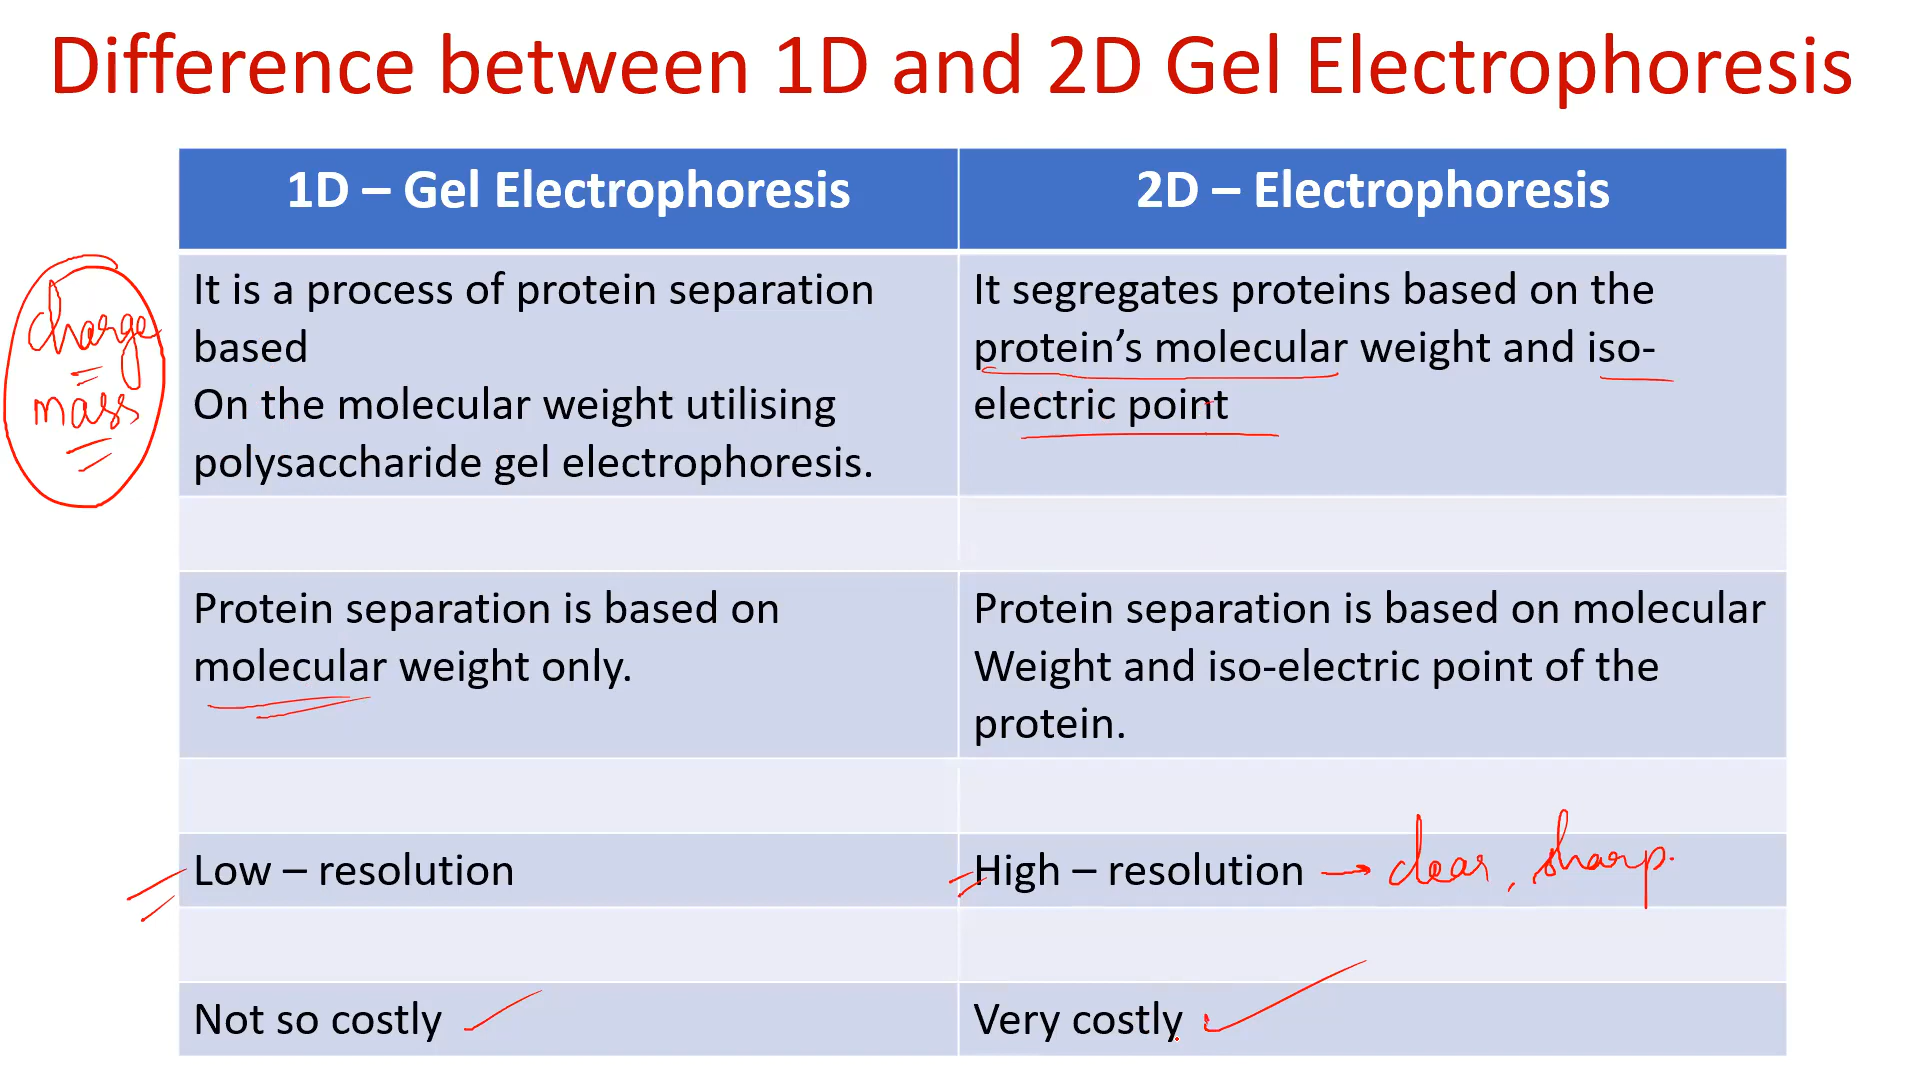 Difference between 1D and 2D Gel Electrophoresis
1D – Gel Electrophoresis
2D – Electrophoresis
charge
mass
It is a process of protein separation
based
On the molecular weight utilising
polysaccharide gel electrophoresis.
It segregates proteins based on the
protein’s molecular weight and iso-
electric point
Protein separation is based on
molecular weight only.
Protein separation is based on molecular
Weight and iso-electric point of the
protein.
Low – resolution
High – resolution → clear, sharp.
Not so costly
Very costly